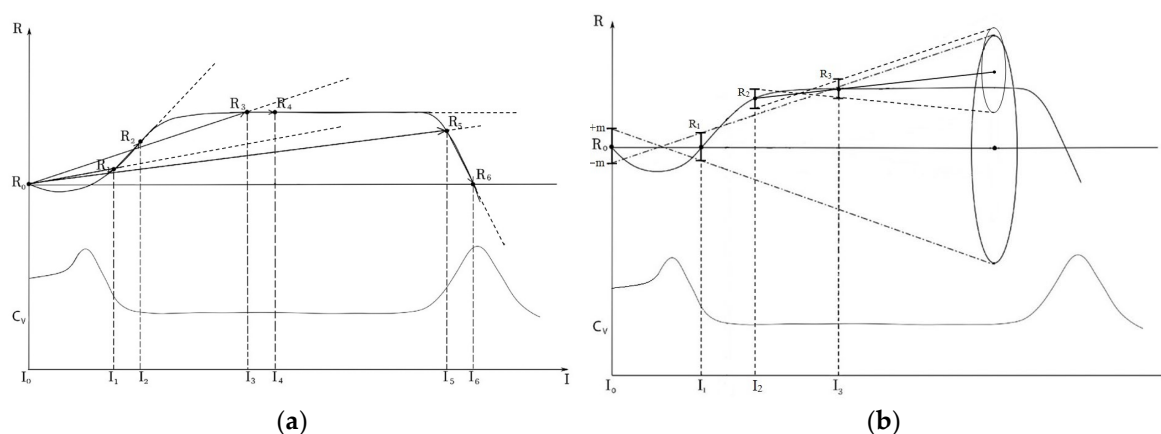 R
R₃
R₄
R₂
R₅
R₁
R₀
R₆
Cᵥ
I₀
I₁
I₂
I₃
I₄
I₅
I₆
I
(a)
R
R₃
R₂
+m
R₁
R₀
−m
Cᵥ
I₀
I₁
I₂
I₃
(b)